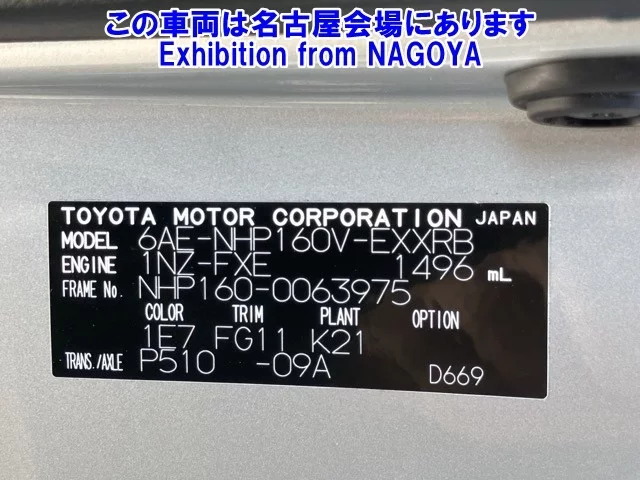 この車両は名古屋会場にあります
Exhibition from NAGOYA
TOYOTA MOTOR CORPORATION JAPAN
MODEL 6AE-NHP160V-EXXRB
ENGINE 1NZ-FXE 1496 mL
FRAME No. NHP160-0063975
COLOR TRIM PLANT OPTION
1E7 FG11 K21
TRANS./AXLE P510 -09A D669